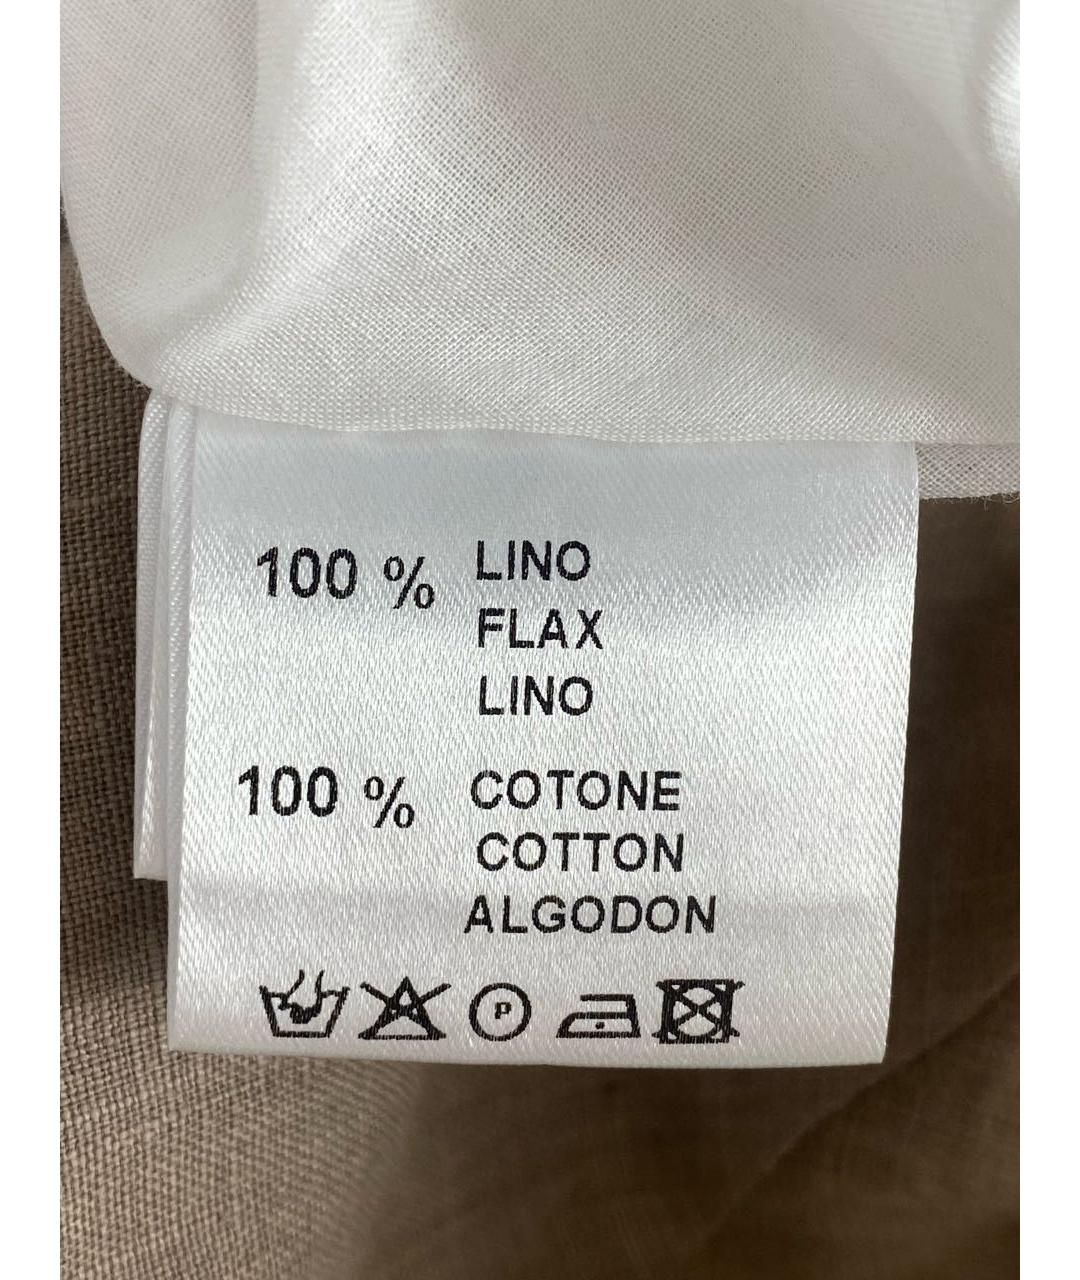 100 % LINO
FLAX
LINO
100 % COTONE
COTTON
ALGODON
P